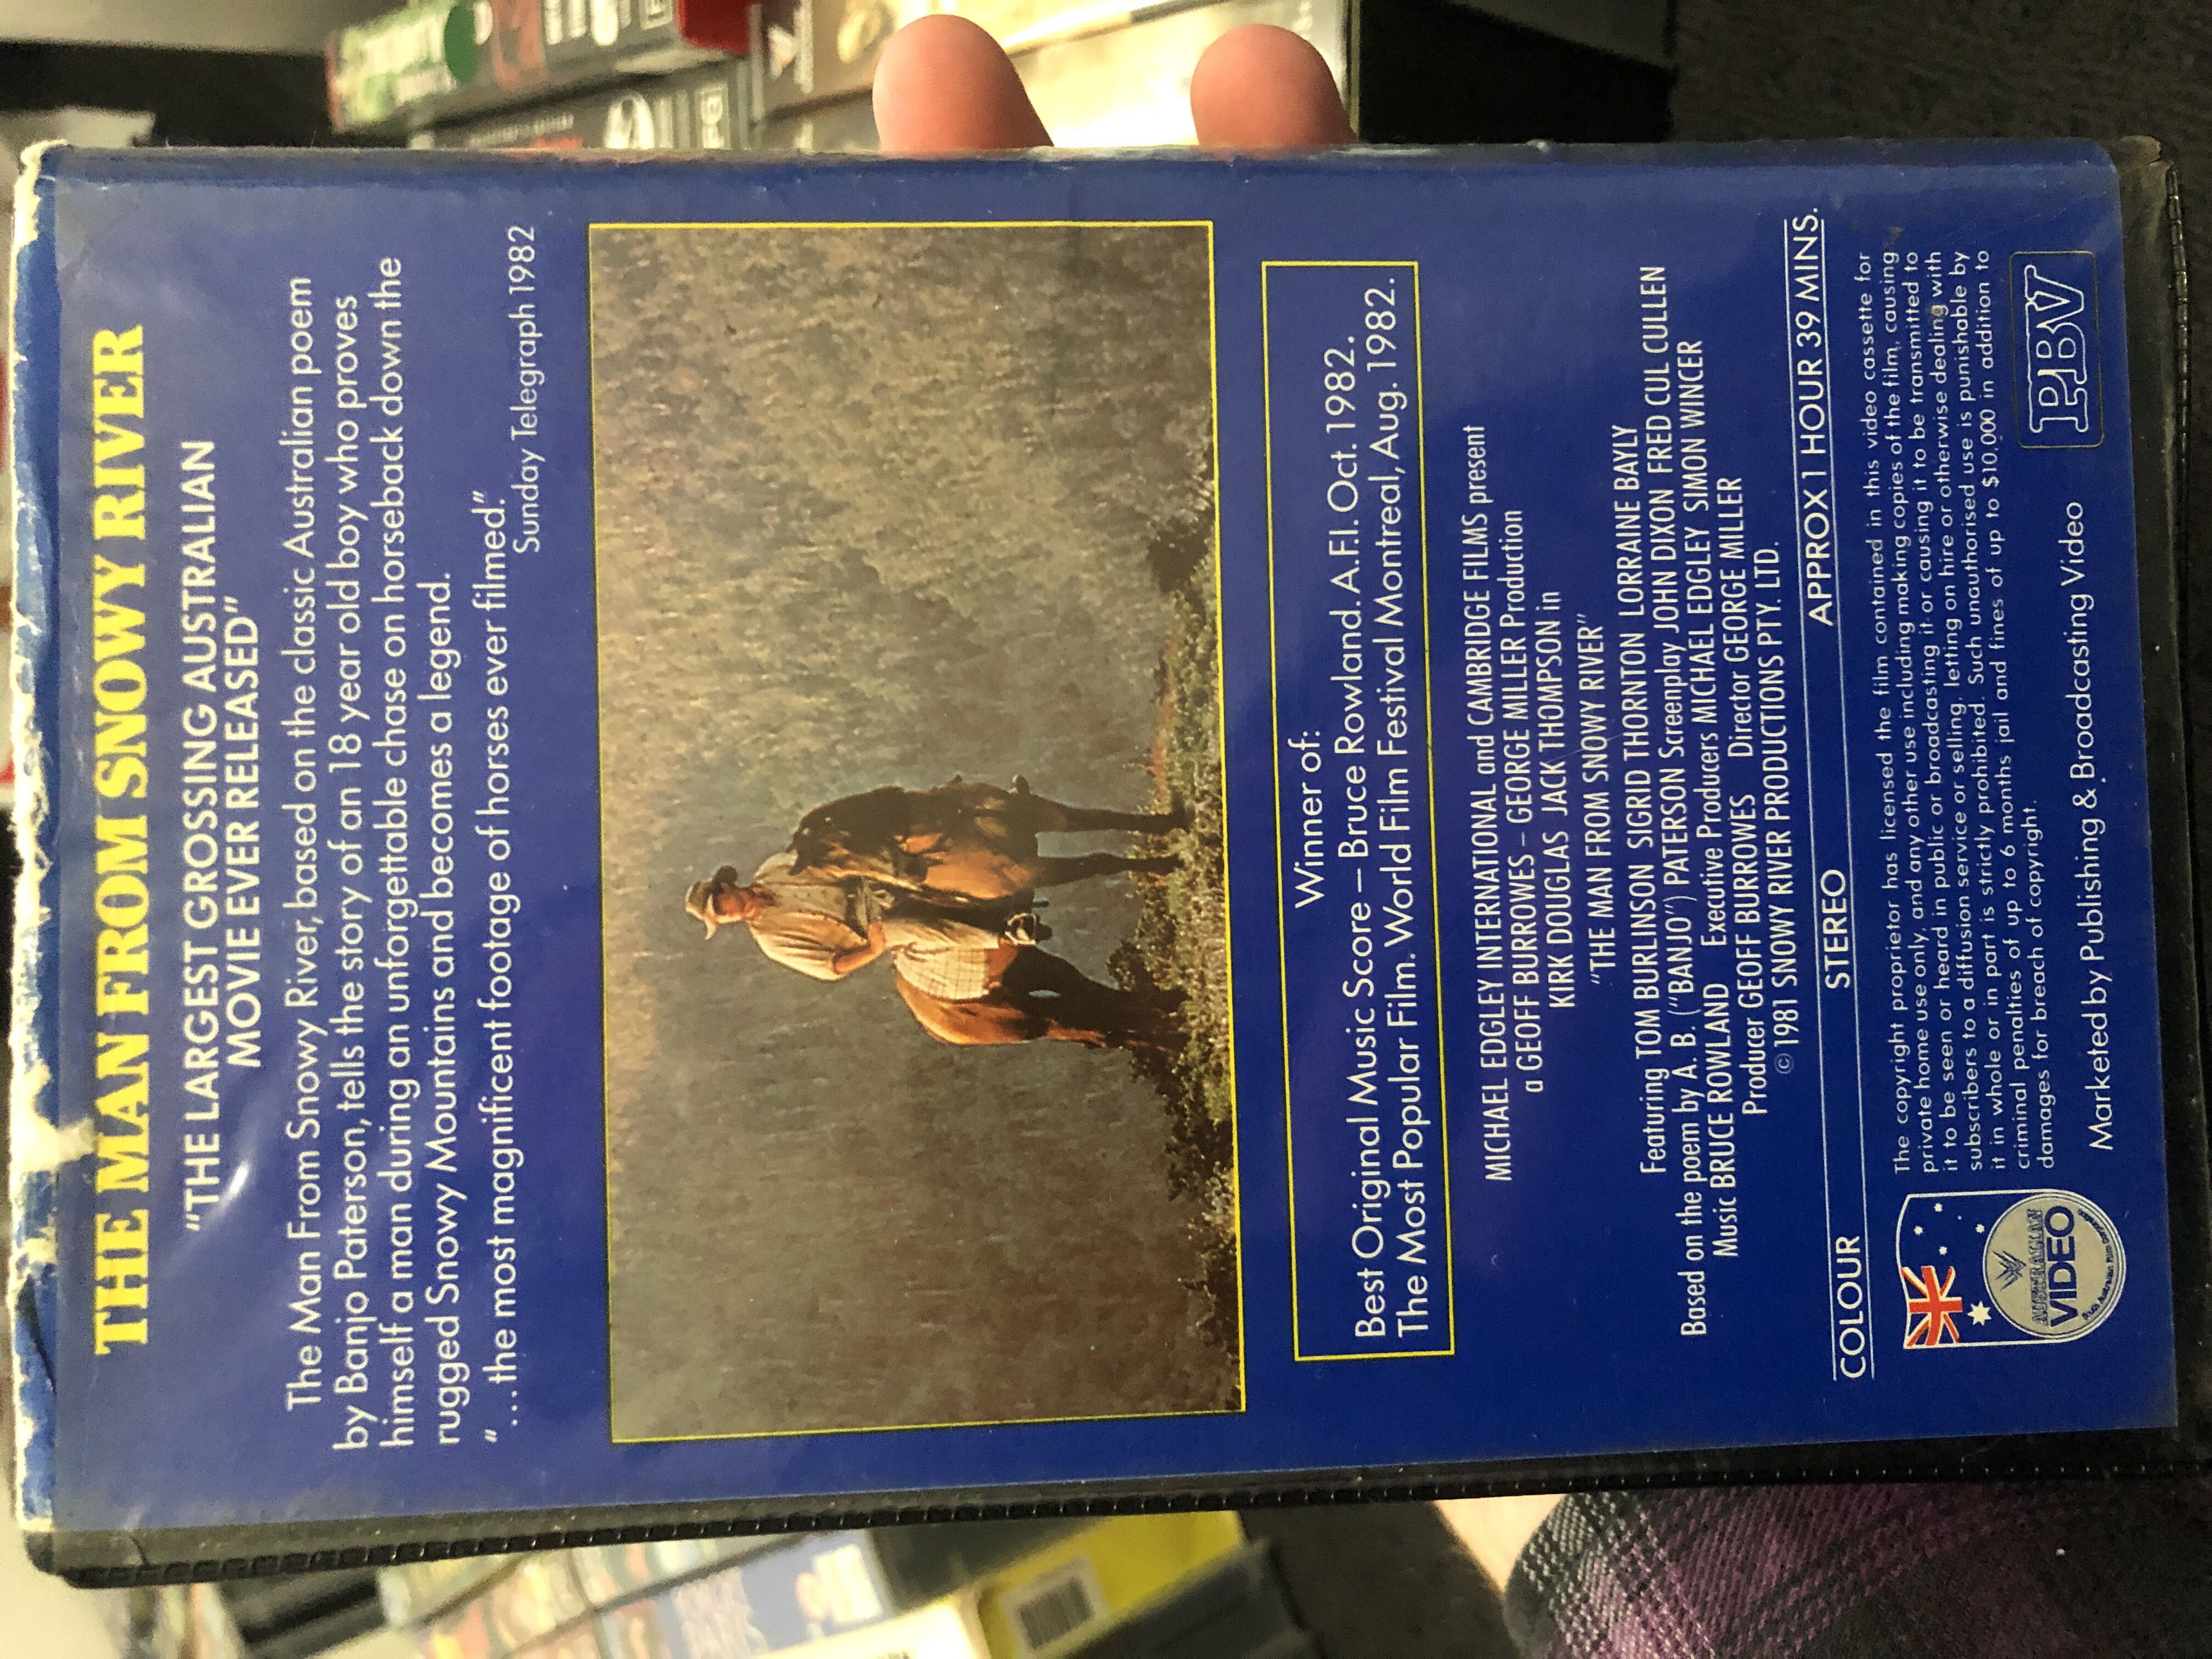 THE MAN FROM SNOWY RIVER
"THE LARGEST GROSSING AUSTRALIAN
MOVIE EVER RELEASED"
The Man From Snowy River, based on the classic Australian poem
by Banjo Paterson, tells the story of an 18 year old boy who proves
himself a man during an unforgettable chase on horseback down the
rugged Snowy Mountains and becomes a legend.
"...the most magnificent footage of horses ever filmed."
Sunday Telegraph 1982
Winner of:
Best Original Music Score – Bruce Rowland. A.F.I. Oct. 1982.
The Most Popular Film. World Film Festival Montreal, Aug. 1982.
MICHAEL EDGLEY INTERNATIONAL and CAMBRIDGE FILMS present
a GEOFF BURROWES – GEORGE MILLER Production
KIRK DOUGLAS JACK THOMPSON in
"THE MAN FROM SNOWY RIVER"
Featuring TOM BURLINSON SIGRID THORNTON LORRAINE BAYLY
Based on the poem by A. B. ("BANJO") PATERSON Screenplay JOHN DIXON FRED CUL CULLEN
Music BRUCE ROWLAND Executive Producers MICHAEL EDGLEY SIMON WINCER
Producer GEOFF BURROWES Director GEORGE MILLER
© 1981 SNOWY RIVER PRODUCTIONS PTY. LTD.
COLOUR STEREO APPROX 1 HOUR 39 MINS.
The copyright proprietor has licensed the film contained in this video cassette for
private home use only, and any other use including making copies of the film, causing
it to be seen or heard in public or broadcasting it or causing it to be transmitted to
subscribers to a diffusion service or selling, letting on hire or otherwise dealing with
it in whole or in part is strictly prohibited. Such unauthorised use is punishable by
criminal penalties of up to 6 months jail and fines of up to $10,000 in addition to
damages for breach of copyright.
AUSTRALIAN
VIDEO
Marketed by Publishing & Broadcasting Video
PBV
PG